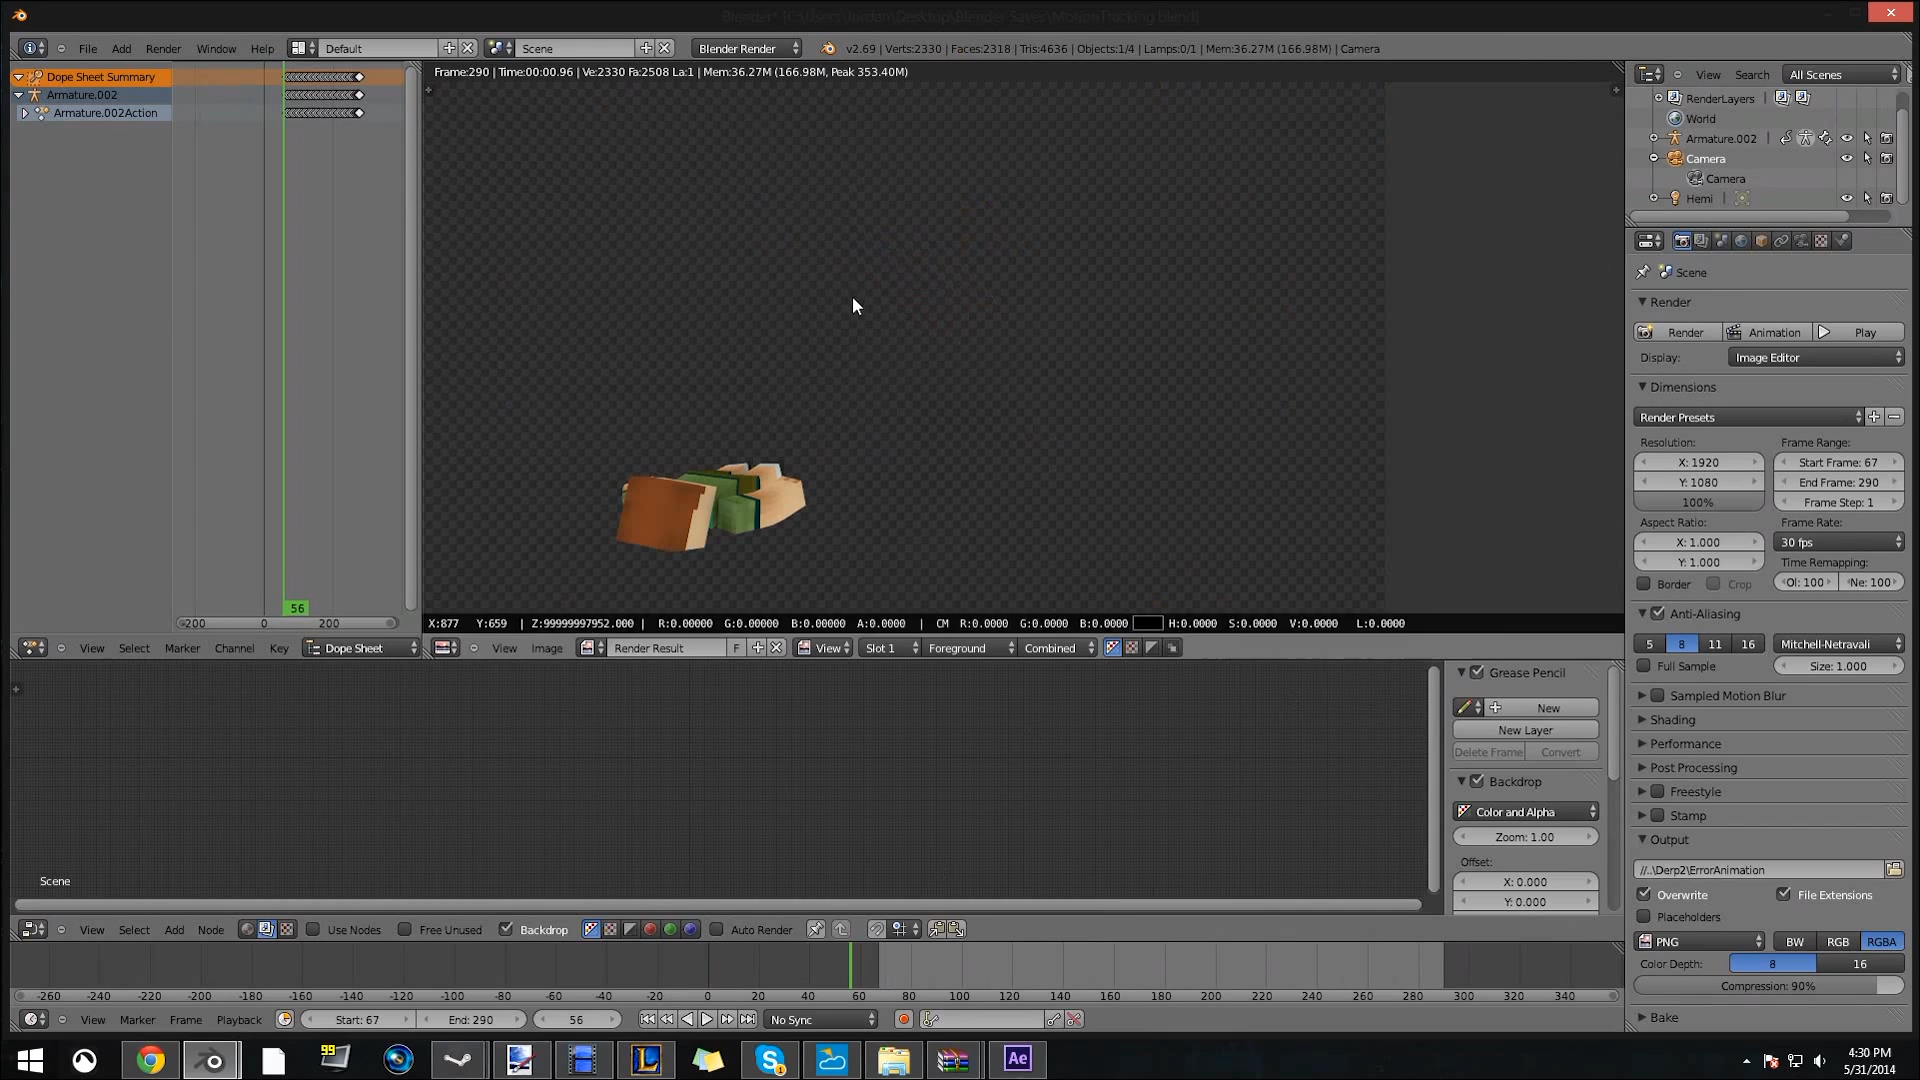 Blender* [C:\Users\Jordan\Desktop\Blender Saves\MotionTracking.blend]
File Add Render Window Help Default Scene Blender Render v2.69 | Verts:2330 | Faces:2318 | Tris:4636 | Objects:1/4 | Lamps:0/1 | Mem:36.27M (166.98M) | Camera
Dope Sheet Summary
Armature.002
Armature.002Action
Frame:290 | Time:00:00.96 | Ve:2330 Fa:2508 La:1 | Mem:36.27M (166.98M, Peak 353.40M)
View Search All Scenes
RenderLayers
World
Armature.002
Camera
Camera
Hemi
Scene
Render
Render Animation Play
Display: Image Editor
Dimensions
Render Presets
Resolution: Frame Range:
X: 1920 Start Frame: 67
Y: 1080 End Frame: 290
100% Frame Step: 1
Aspect Ratio: Frame Rate:
X: 1.000 30 fps
Y: 1.000 Time Remapping:
Border Crop Ol: 100 Ne: 100
Anti-Aliasing
5 8 11 16 Mitchell-Netravali
Full Sample Size: 1.000
Sampled Motion Blur
Shading
Performance
Post Processing
Freestyle
Stamp
Output
//..\Derp2\ErrorAnimation
Overwrite File Extensions
Placeholders
PNG BW RGB RGBA
Color Depth: 8 16
Compression: 90%
Bake
56
-200 0 200
X:877 Y:659 | Z:99999997952.000 | R:0.00000 G:0.00000 B:0.00000 A:0.0000 | CM R:0.0000 G:0.0000 B:0.0000 H:0.0000 S:0.0000 V:0.0000 L:0.0000
View Select Marker Channel Key Dope Sheet
View Image Render Result F View Slot 1 Foreground Combined
Grease Pencil
New
New Layer
Delete Frame Convert
Backdrop
Color and Alpha
Zoom: 1.00
Offset:
X: 0.000
Y: 0.000
Scene
View Select Add Node Use Nodes Free Unused Backdrop Auto Render
-260 -240 -220 -200 -180 -160 -140 -120 -100 -80 -60 -40 -20 0 20 40 60 80 100 120 140 160 180 200 220 240 260 280 300 320 340
View Marker Frame Playback Start: 67 End: 290 56 No Sync
99
L
S
1
Ae
4:30 PM
5/31/2014